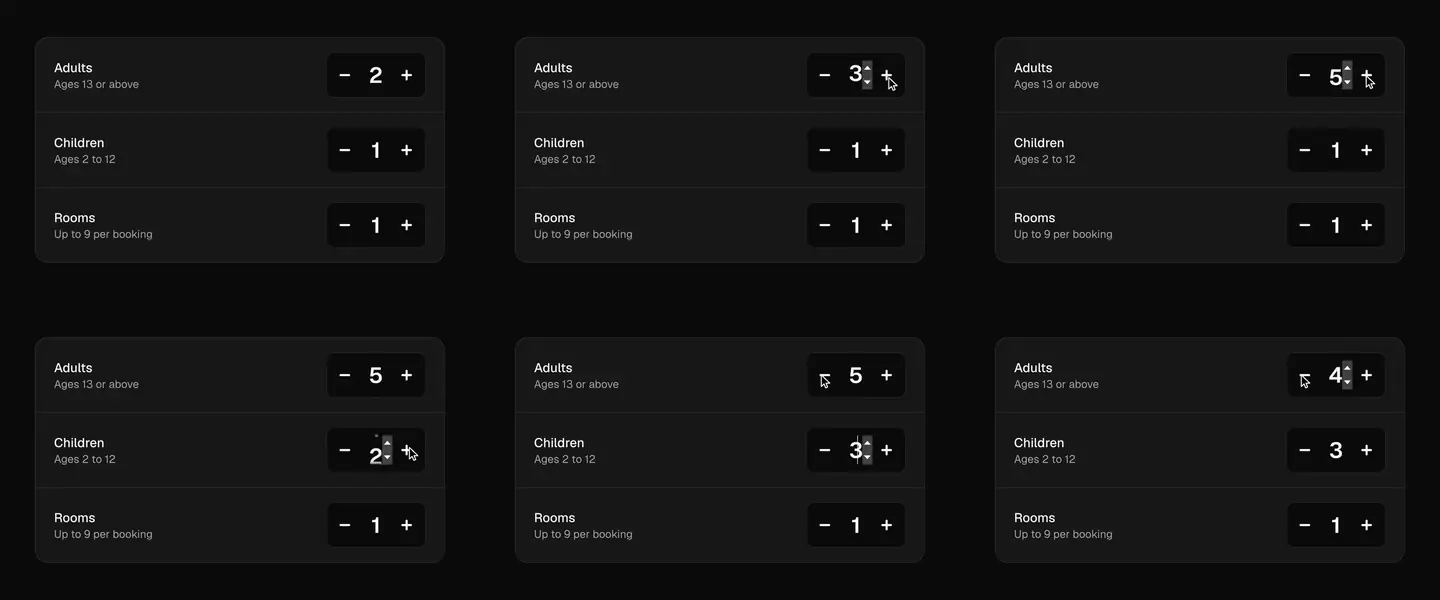 Adults
Ages 13 or above
− 2 +
Children
Ages 2 to 12
− 1 +
Rooms
Up to 9 per booking
− 1 +
Adults
Ages 13 or above
− 3 +
Children
Ages 2 to 12
− 1 +
Rooms
Up to 9 per booking
− 1 +
Adults
Ages 13 or above
− 5 +
Children
Ages 2 to 12
− 1 +
Rooms
Up to 9 per booking
− 1 +
Adults
Ages 13 or above
− 5 +
Children
Ages 2 to 12
− 2 +
Rooms
Up to 9 per booking
− 1 +
Adults
Ages 13 or above
− 5 +
Children
Ages 2 to 12
− 3 +
Rooms
Up to 9 per booking
− 1 +
Adults
Ages 13 or above
− 4 +
Children
Ages 2 to 12
− 3 +
Rooms
Up to 9 per booking
− 1 +